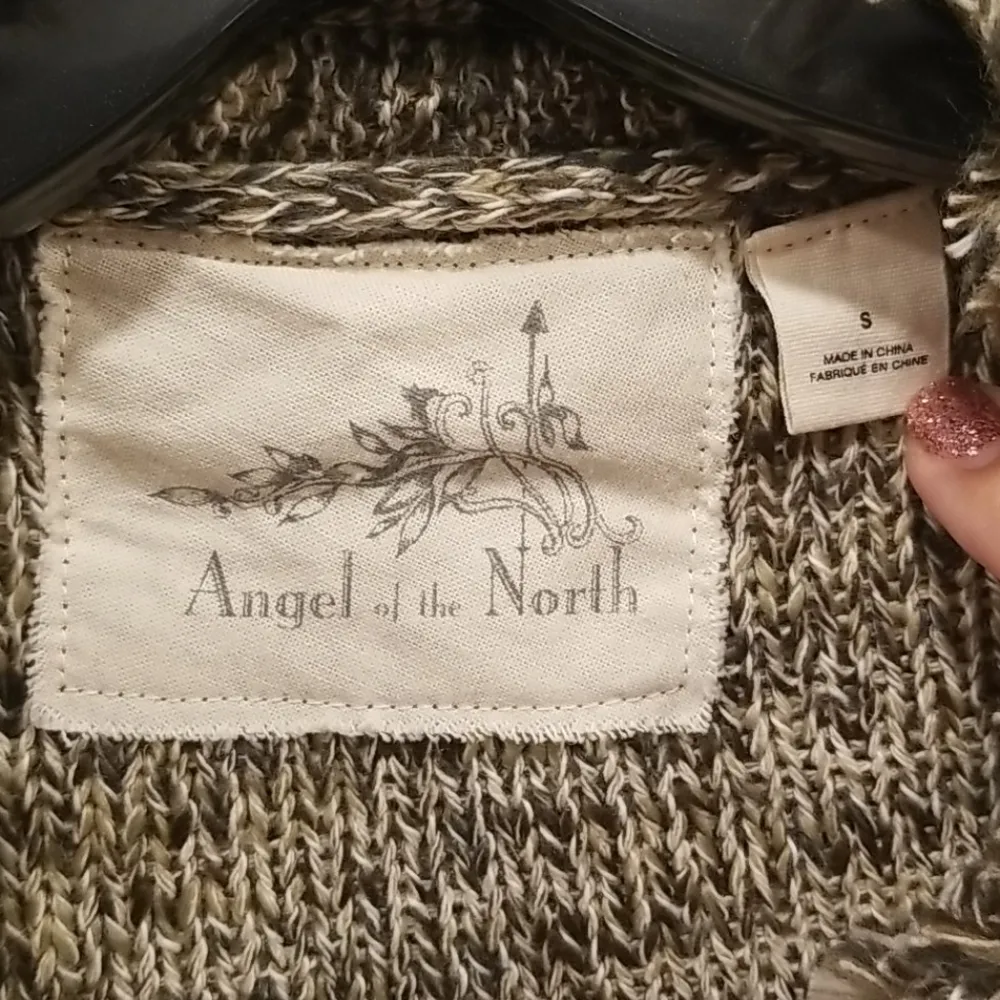 S
MADE IN CHINA
FABRIQUÉ EN CHINE
Angel of the North